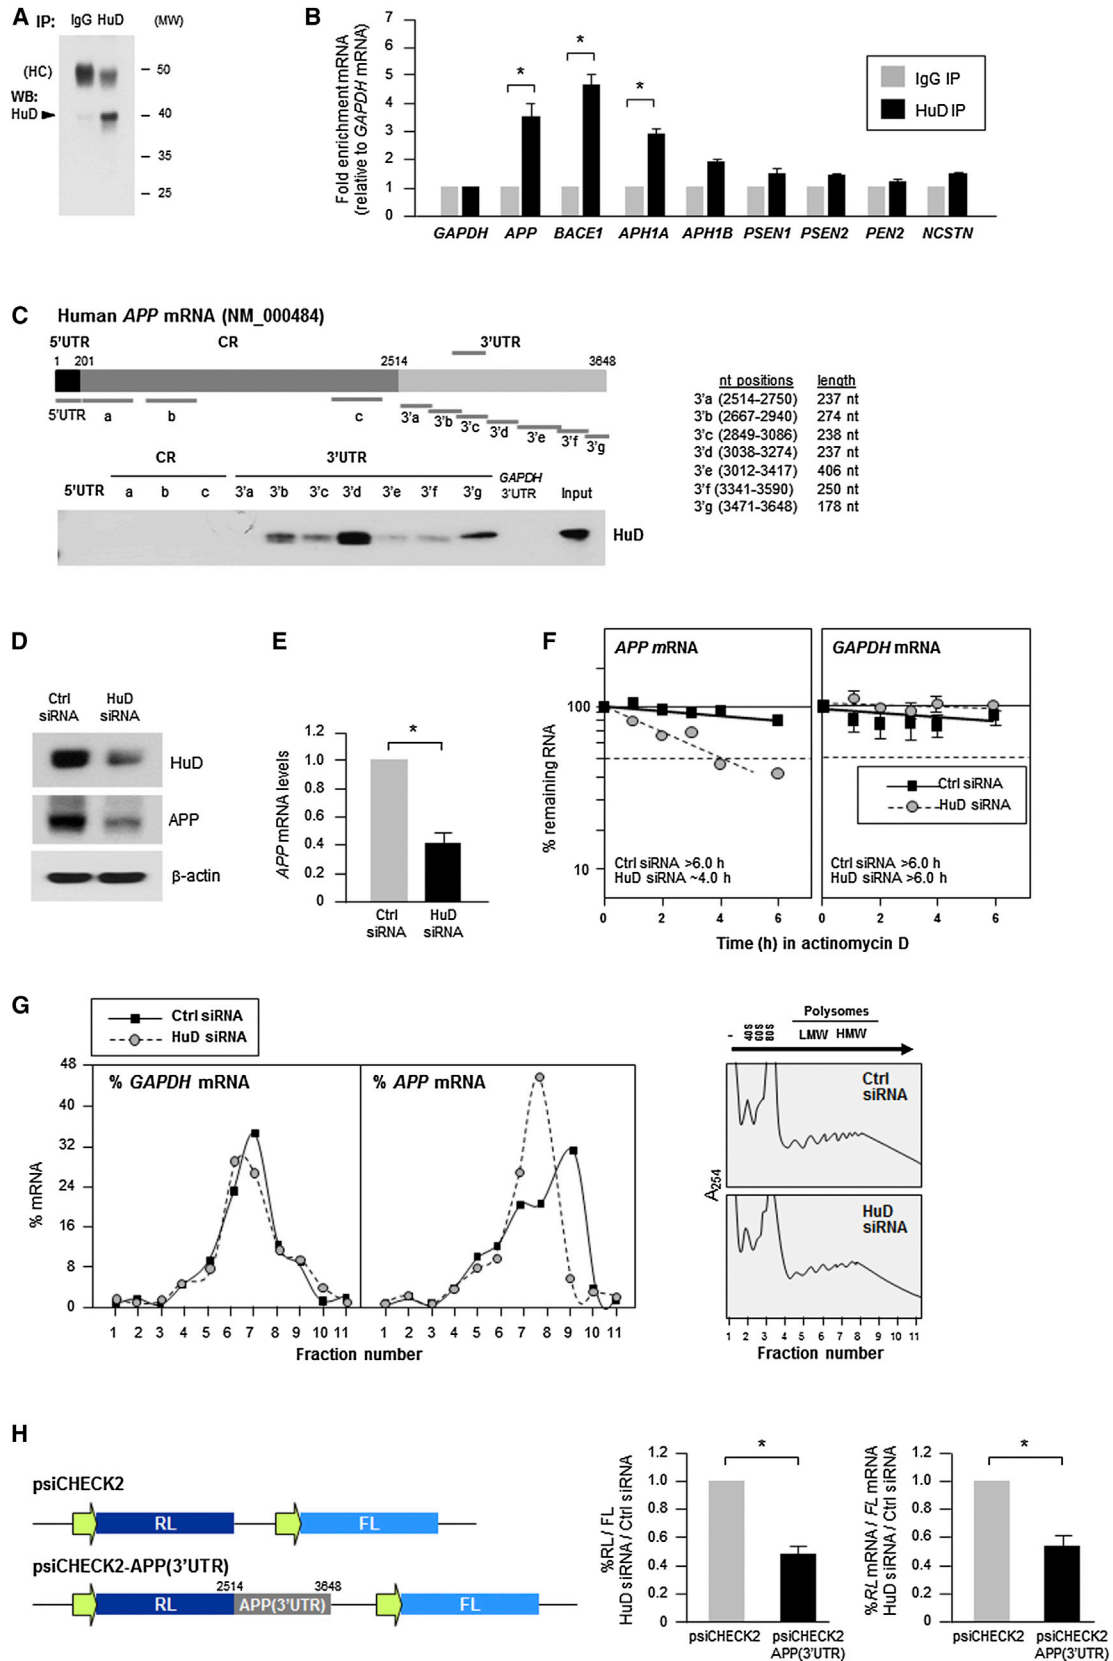 A
IP: IgG HuD (MW)
(HC)
WB:
HuD
50
40
35
25
B
Fold enrichment mRNA
(relative to GAPDH mRNA)
7
6
5
4
3
2
1
0
* * *
IgG IP
HuD IP
GAPDH APP BACE1 APH1A APH1B PSEN1 PSEN2 PEN2 NCSTN
C
Human APP mRNA (NM_000484)
5'UTR CR 3'UTR
1 201 2514 3648
5'UTR a b c 3'a 3'b 3'c 3'd 3'e 3'f 3'g
CR 3'UTR
5'UTR a b c 3'a 3'b 3'c 3'd 3'e 3'f 3'g GAPDH 3'UTR Input
HuD
nt positions length
3'a (2514-2750) 237 nt
3'b (2667-2940) 274 nt
3'c (2849-3086) 238 nt
3'd (3038-3274) 237 nt
3'e (3012-3417) 406 nt
3'f (3341-3590) 250 nt
3'g (3471-3648) 178 nt
D
Ctrl siRNA HuD siRNA
HuD
APP
β-actin
E
APP mRNA levels
1.2
1.0
0.8
0.6
0.4
0.2
0
*
Ctrl siRNA HuD siRNA
F
% remaining RNA
100
10
APP mRNA
Ctrl siRNA >6.0 h
HuD siRNA ~4.0 h
GAPDH mRNA
Ctrl siRNA
HuD siRNA
Ctrl siRNA >6.0 h
HuD siRNA >6.0 h
0 2 4 6 0 2 4 6
Time (h) in actinomycin D
G
Ctrl siRNA
HuD siRNA
% mRNA
48
40
32
24
16
8
0
% GAPDH mRNA
% APP mRNA
1 2 3 4 5 6 7 8 9 10 11 1 2 3 4 5 6 7 8 9 10 11
Fraction number
Polysomes
- 40S 60S 80S LMW HMW
A254
Ctrl
siRNA
HuD
siRNA
1 2 3 4 5 6 7 8 9 10 11
Fraction number
H
psiCHECK2
RL FL
psiCHECK2-APP(3'UTR)
2514 3648
RL APP(3'UTR) FL
%RL / FL
HuD siRNA / Ctrl siRNA
1.2
1.0
0.8
0.6
0.4
0.2
0
*
psiCHECK2 psiCHECK2
APP(3'UTR)
%RL mRNA / FL mRNA
HuD siRNA / Ctrl siRNA
1.2
1.0
0.8
0.6
0.4
0.2
0
*
psiCHECK2 psiCHECK2
APP(3'UTR)